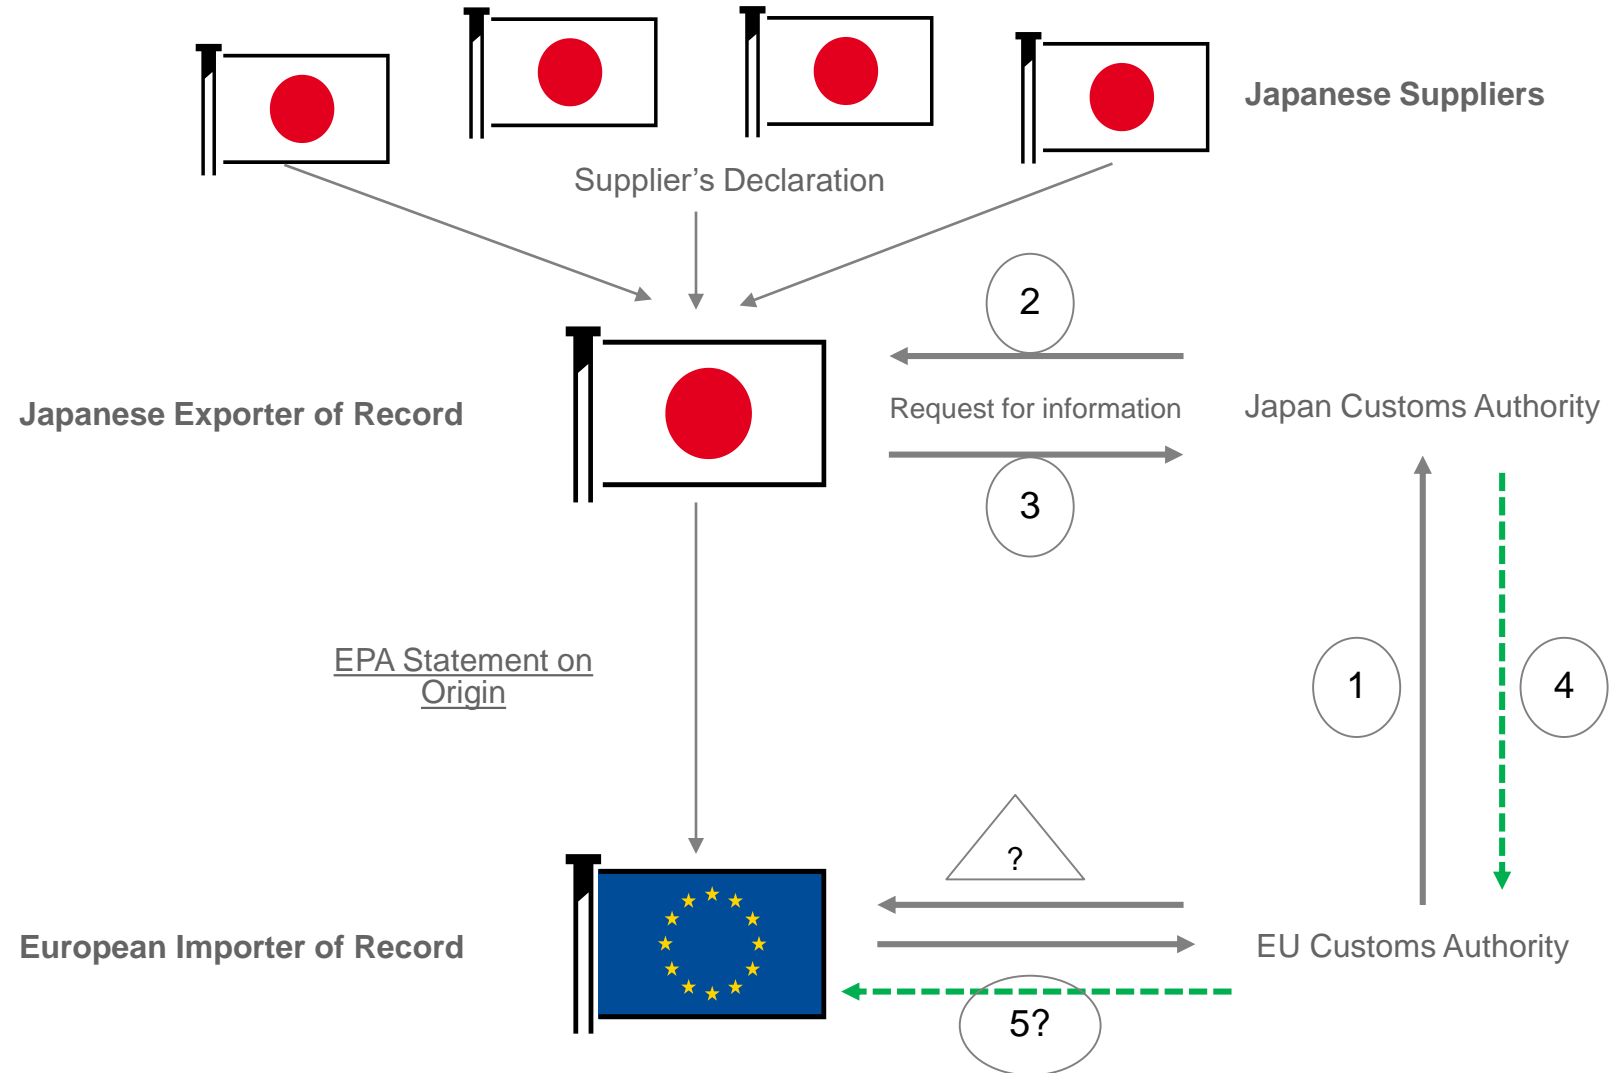 Japanese Suppliers
Supplier’s Declaration
2
Japanese Exporter of Record
Request for information
Japan Customs Authority
3
EPA Statement on
Origin
1
4
?
European Importer of Record
EU Customs Authority
5?